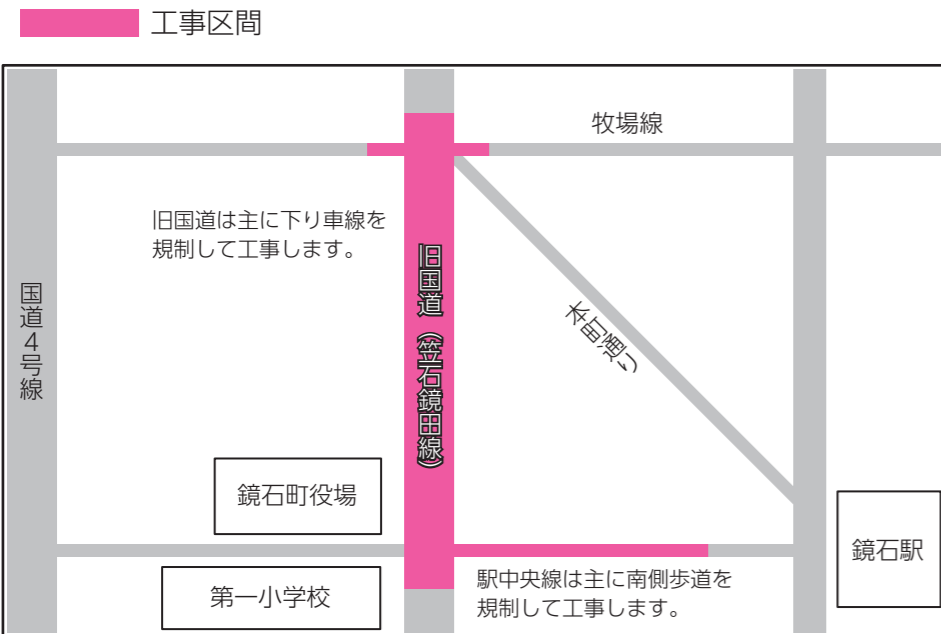 工事区間
牧場線
旧国道は主に下り車線を
規制して工事します。
国道4号線
旧国道（笠石鏡田線）
本町通り
鏡石町役場
第一小学校
駅中央線は主に南側歩道を
規制して工事します。
鏡石駅